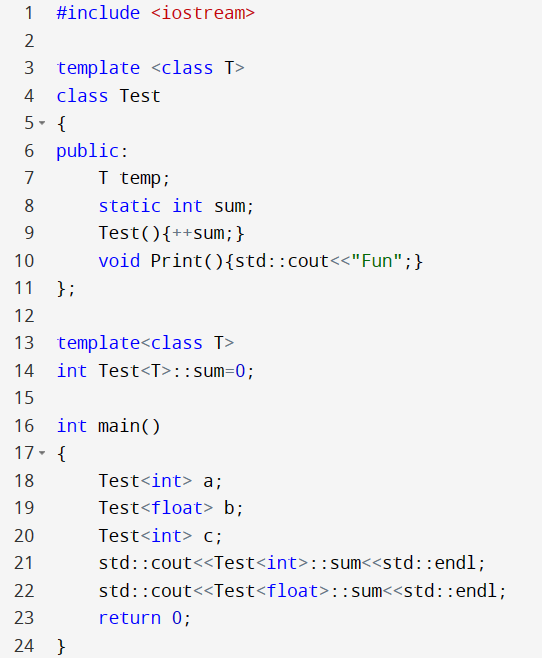 1 #include <iostream>
2
3 template <class T>
4 class Test
5 {
6 public:
7     T temp;
8     static int sum;
9     Test(){++sum;}
10     void Print(){std::cout<<"Fun";}
11 };
12
13 template<class T>
14 int Test<T>::sum=0;
15
16 int main()
17 {
18     Test<int> a;
19     Test<float> b;
20     Test<int> c;
21     std::cout<<Test<int>::sum<<std::endl;
22     std::cout<<Test<float>::sum<<std::endl;
23     return 0;
24 }